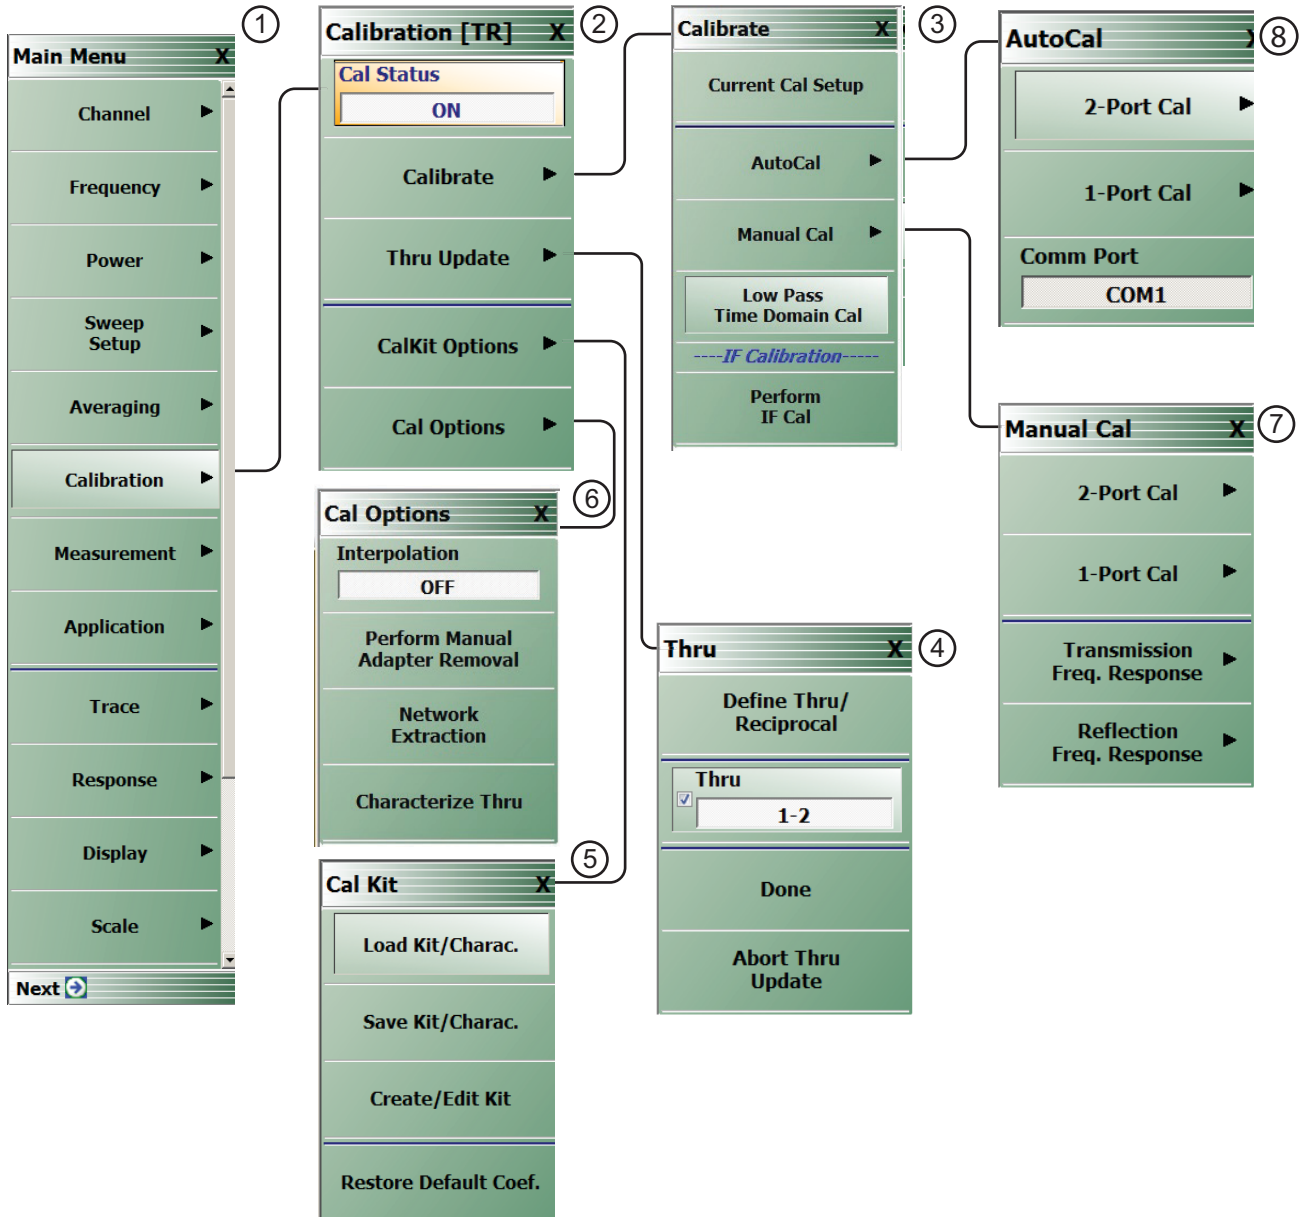 1
Main Menu X
Channel
Frequency
Power
Sweep
Setup
Averaging
Calibration
Measurement
Application
Trace
Response
Display
Scale
Next
2
Calibration [TR] X
Cal Status
ON
Calibrate
Thru Update
CalKit Options
Cal Options
3
Calibrate X
Current Cal Setup
AutoCal
Manual Cal
Low Pass
Time Domain Cal
----IF Calibration-----
Perform
IF Cal
8
AutoCal X
2-Port Cal
1-Port Cal
Comm Port
COM1
7
Manual Cal X
2-Port Cal
1-Port Cal
Transmission
Freq. Response
Reflection
Freq. Response
6
Cal Options X
Interpolation
OFF
Perform Manual
Adapter Removal
Network
Extraction
Characterize Thru
4
Thru X
Define Thru/
Reciprocal
Thru
1-2
Done
Abort Thru
Update
5
Cal Kit X
Load Kit/Charac.
Save Kit/Charac.
Create/Edit Kit
Restore Default Coef.